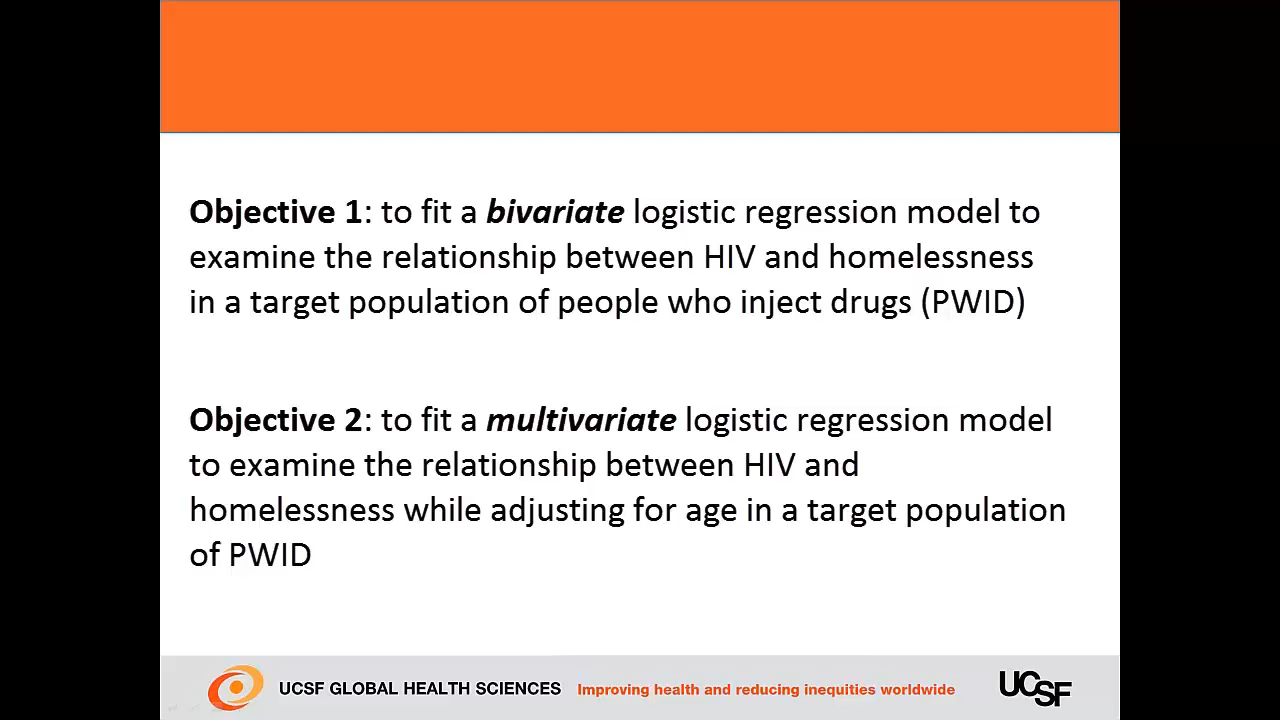 Objective 1: to fit a bivariate logistic regression model to
examine the relationship between HIV and homelessness
in a target population of people who inject drugs (PWID)
Objective 2: to fit a multivariate logistic regression model
to examine the relationship between HIV and
homelessness while adjusting for age in a target population
of PWID
UCSF GLOBAL HEALTH SCIENCES Improving health and reducing inequities worldwide UCSF